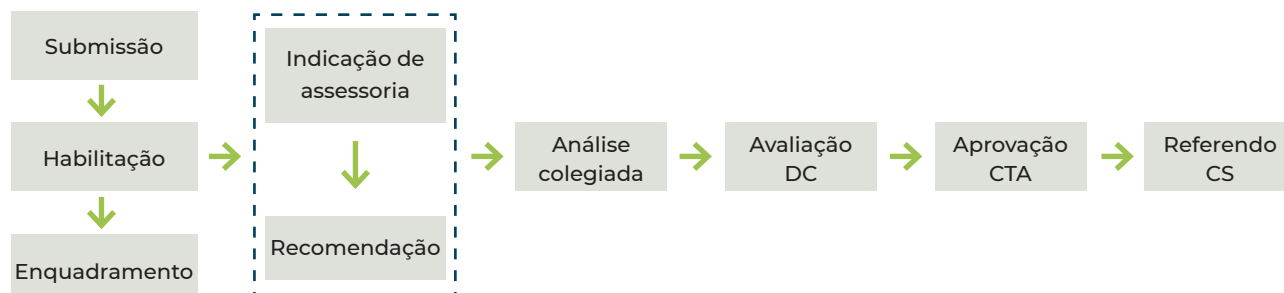 Submissão
Habilitação
Enquadramento
Indicação de
assessoria
Recomendação
Análise
colegiada
Avaliação
DC
Aprovação
CTA
Referendo
CS